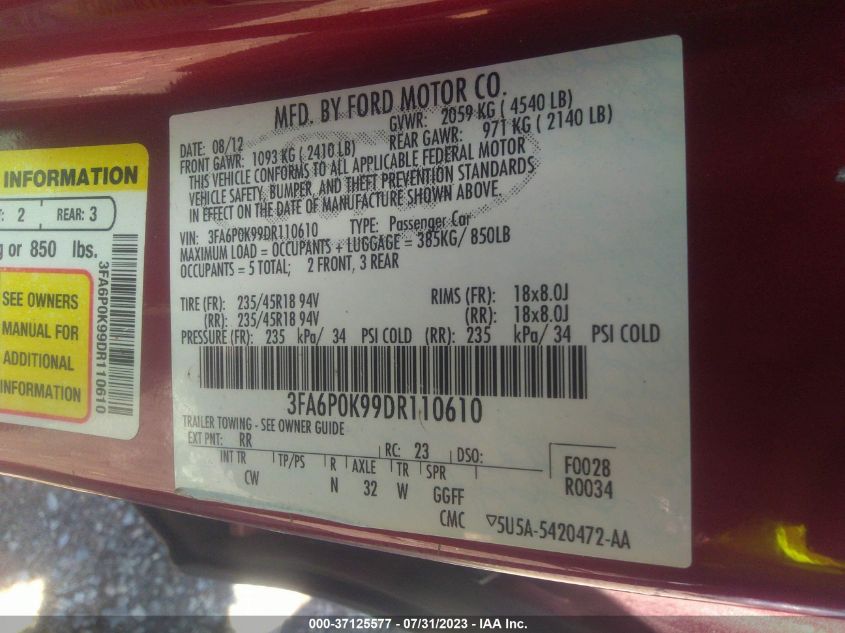 INFORMATION
: 2 REAR: 3
g or 850 lbs.
SEE OWNERS
MANUAL FOR
ADDITIONAL
INFORMATION
3FA6P0K99DR110610
MFD. BY FORD MOTOR CO.
DATE: 08/12 GVWR: 2059 KG ( 4540 LB)
FRONT GAWR: 1093 KG ( 2410 LB) REAR GAWR: 971 KG ( 2140 LB)
THIS VEHICLE CONFORMS TO ALL APPLICABLE FEDERAL MOTOR
VEHICLE SAFETY, BUMPER, AND THEFT PREVENTION STANDARDS
IN EFFECT ON THE DATE OF MANUFACTURE SHOWN ABOVE.
VIN: 3FA6P0K99DR110610 TYPE: Passenger Car
MAXIMUM LOAD = OCCUPANTS + LUGGAGE = 385KG/ 850LB
OCCUPANTS = 5 TOTAL; 2 FRONT, 3 REAR
TIRE (FR): 235/45R18 94V RIMS (FR): 18x8.0J
(RR): 235/45R18 94V (RR): 18x8.0J
PRESSURE (FR): 235 kPa/ 34 PSI COLD (RR): 235 kPa/ 34 PSI COLD
3FA6P0K99DR110610
TRAILER TOWING - SEE OWNER GUIDE
EXT PNT: RR RC: 23 DSO: F0028
INT TR TP/PS R AXLE TR SPR R0034
CW N 32 W GGFF
CMC ▽5U5A-5420472-AA
000-37125577 - 07/31/2023 - IAA Inc.